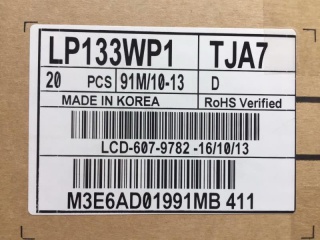 LP133WP1 TJA7
20 PCS 91M/10-13 D
MADE IN KOREA RoHS Verified
LCD-607-9782 -16/10/13
M3E6AD01991MB 411